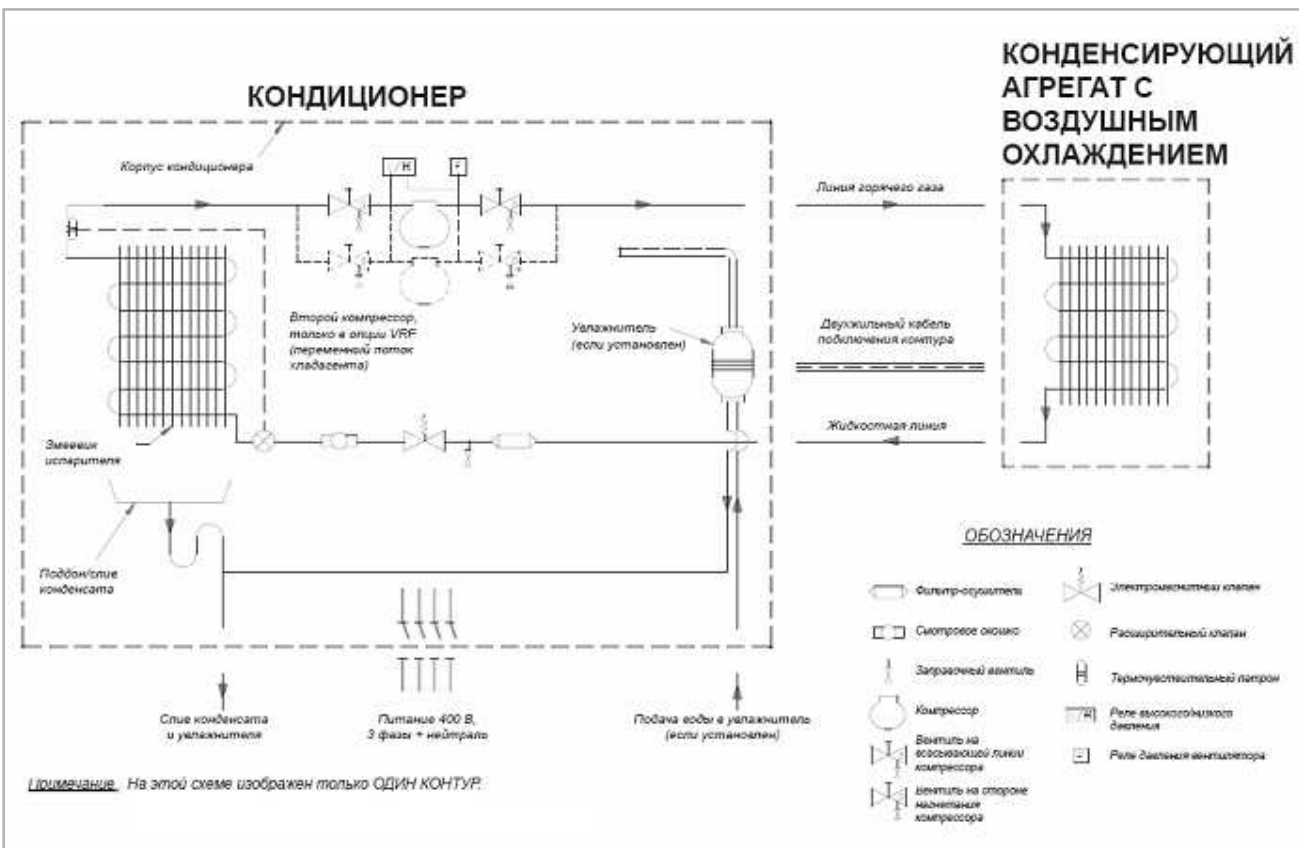 КОНДИЦИОНЕР
КОНДЕНСИРУЮЩИЙ
АГРЕГАТ С
ВОЗДУШНЫМ
ОХЛАЖДЕНИЕМ
Корпус кондиционера
Линия горячего газа
Второй компрессор,
только в опции VRF
(переменный поток
хладагента)
Увлажнитель
(если установлен)
Двухжильный кабель
подключения контура
Змеевик
испарителя
Жидкостная линия
Поддон/слив
конденсата
Слив конденсата
и увлажнителя
Питание 400 В,
3 фазы + нейтраль
Подача воды в увлажнитель
(если установлен)
Примечание. На этой схеме изображен только ОДИН КОНТУР.
ОБОЗНАЧЕНИЯ
Фильтр-осушитель
Смотровое окошко
Заправочный вентиль
Компрессор
Вентиль на
всасывающей линии
компрессора
Вентиль на стороне
нагнетания
компрессора
Электромагнитный клапан
Расширительный клапан
Термочувствительный патрон
Реле высокого/низкого
давления
Реле давления вентилятора